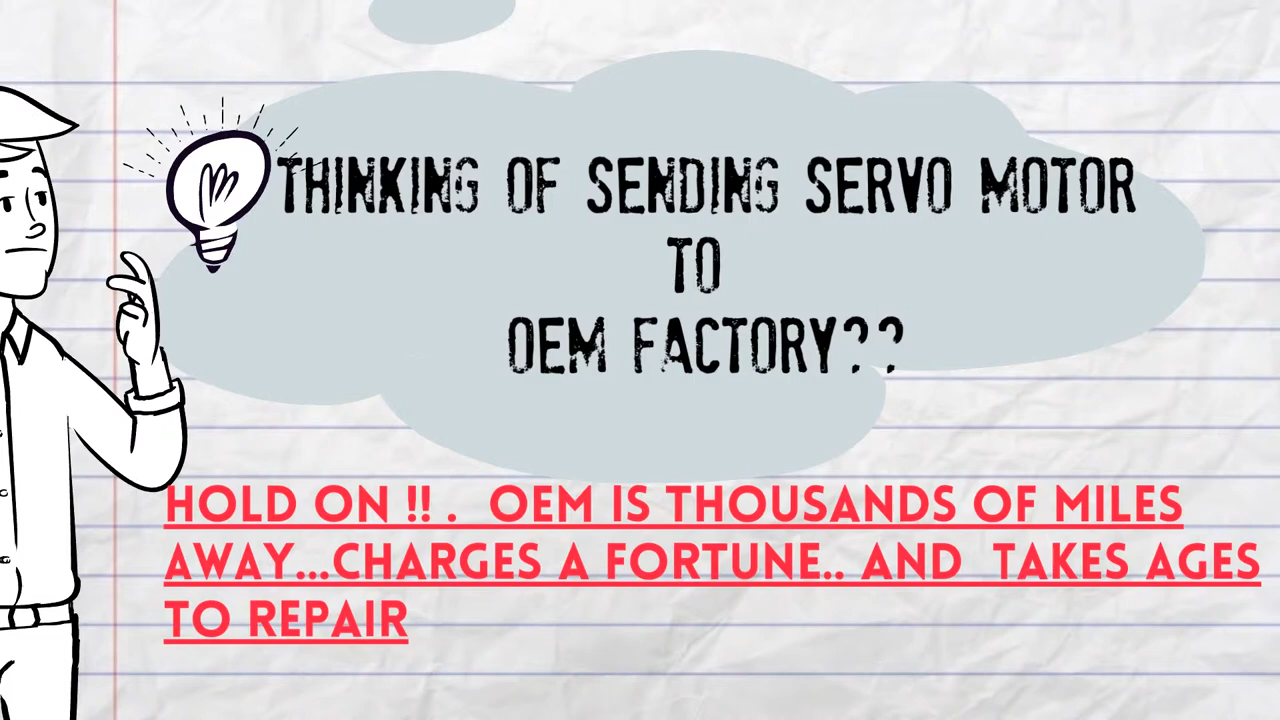 THINKING OF SENDING SERVO MOTOR
TO
OEM FACTORY??
HOLD ON !! . OEM IS THOUSANDS OF MILES
AWAY...CHARGES A FORTUNE.. AND TAKES AGES
TO REPAIR